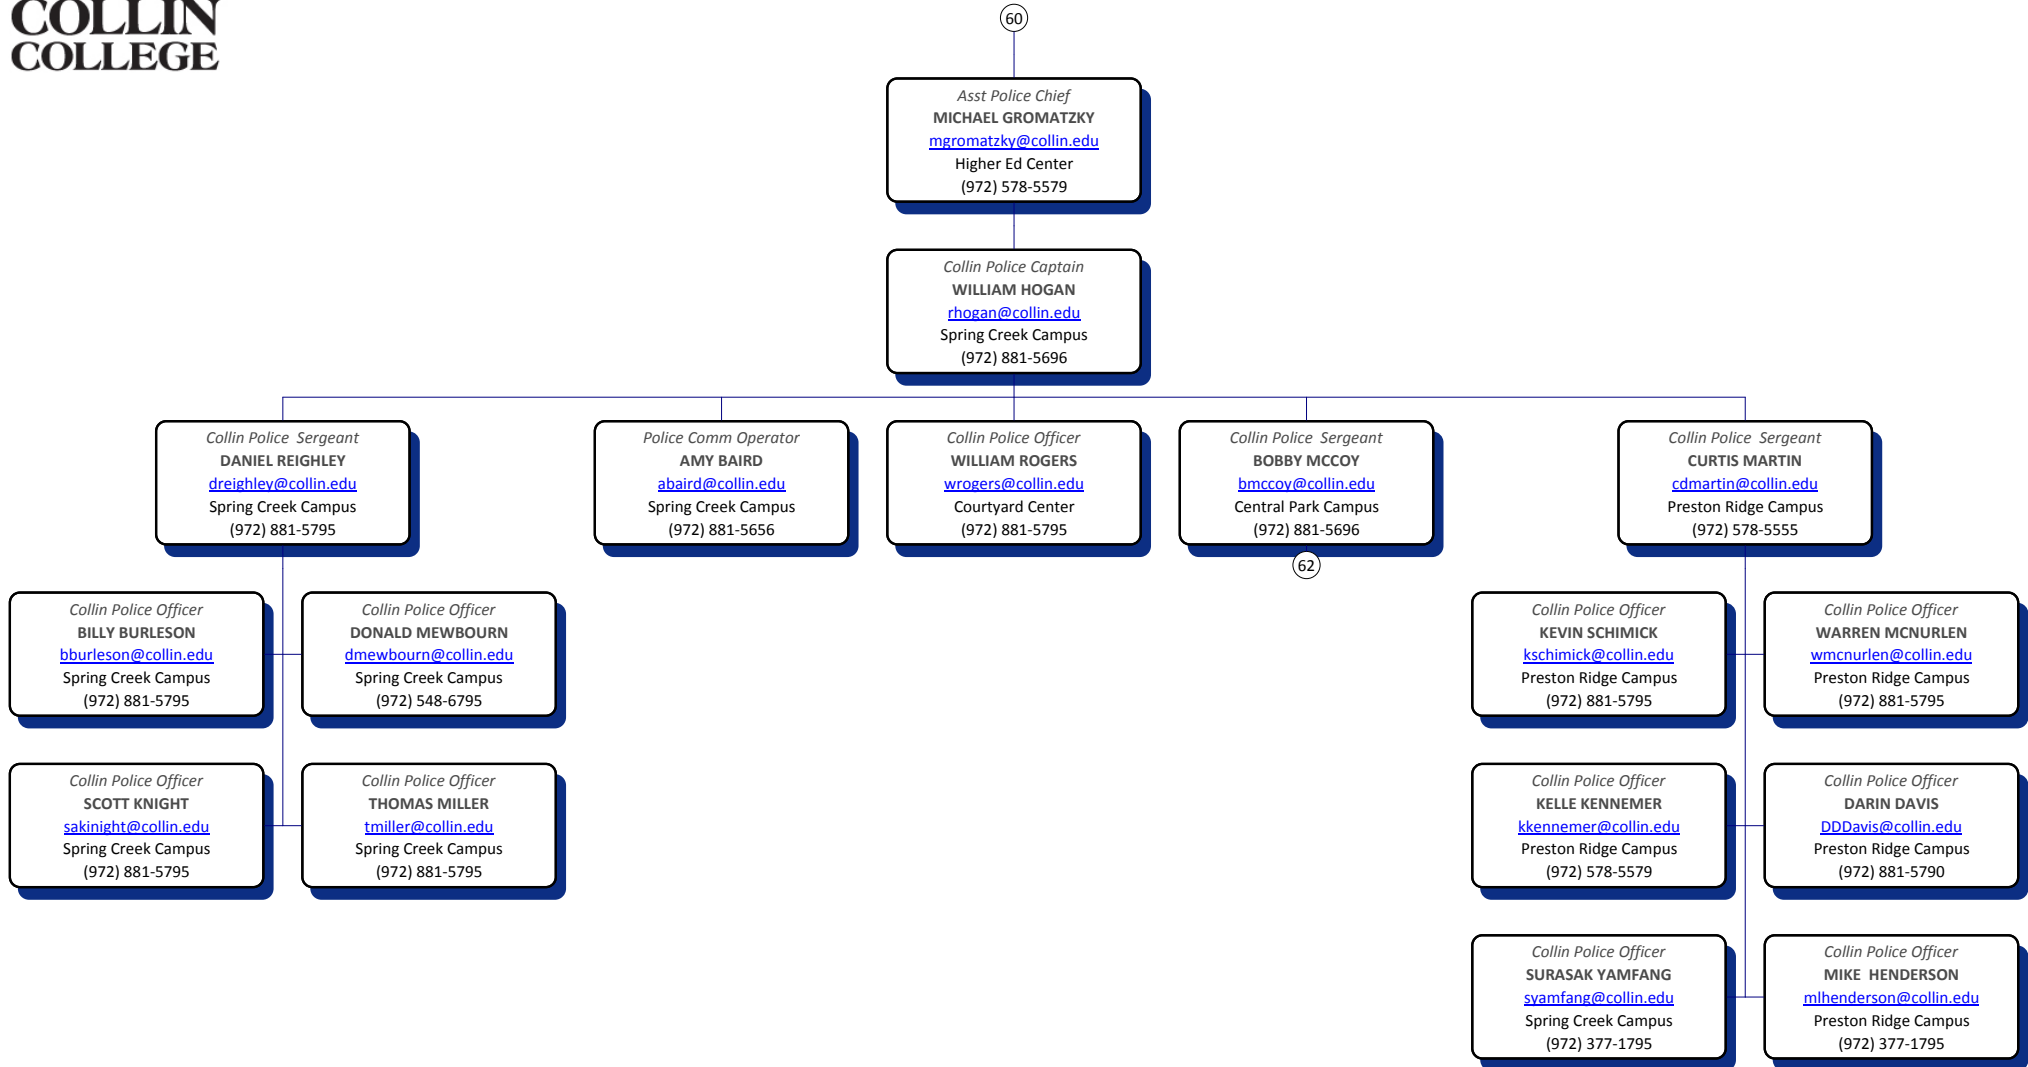 COLLIN
COLLEGE
60
Asst Police Chief
MICHAEL GROMATZKY
mgromatzky@collin.edu
Higher Ed Center
(972) 578-5579
Collin Police Captain
WILLIAM HOGAN
rhogan@collin.edu
Spring Creek Campus
(972) 881-5696
Collin Police Sergeant
DANIEL REIGHLEY
dreighley@collin.edu
Spring Creek Campus
(972) 881-5795
Police Comm Operator
AMY BAIRD
abaird@collin.edu
Spring Creek Campus
(972) 881-5656
Collin Police Officer
WILLIAM ROGERS
wrogers@collin.edu
Courtyard Center
(972) 881-5795
Collin Police Sergeant
BOBBY MCCOY
bmccoy@collin.edu
Central Park Campus
(972) 881-5696
62
Collin Police Sergeant
CURTIS MARTIN
cdmartin@collin.edu
Preston Ridge Campus
(972) 578-5555
Collin Police Officer
BILLY BURLESON
bburleson@collin.edu
Spring Creek Campus
(972) 881-5795
Collin Police Officer
DONALD MEWBOURN
dmewbourn@collin.edu
Spring Creek Campus
(972) 548-6795
Collin Police Officer
KEVIN SCHIMICK
kschimick@collin.edu
Preston Ridge Campus
(972) 881-5795
Collin Police Officer
WARREN MCNURLEN
wmcnurlen@collin.edu
Preston Ridge Campus
(972) 881-5795
Collin Police Officer
SCOTT KNIGHT
sakinight@collin.edu
Spring Creek Campus
(972) 881-5795
Collin Police Officer
THOMAS MILLER
tmiller@collin.edu
Spring Creek Campus
(972) 881-5795
Collin Police Officer
KELLE KENNEMER
kkennemer@collin.edu
Preston Ridge Campus
(972) 578-5579
Collin Police Officer
DARIN DAVIS
DDDavis@collin.edu
Preston Ridge Campus
(972) 881-5790
Collin Police Officer
SURASAK YAMFANG
syamfang@collin.edu
Spring Creek Campus
(972) 377-1795
Collin Police Officer
MIKE HENDERSON
mlhenderson@collin.edu
Preston Ridge Campus
(972) 377-1795